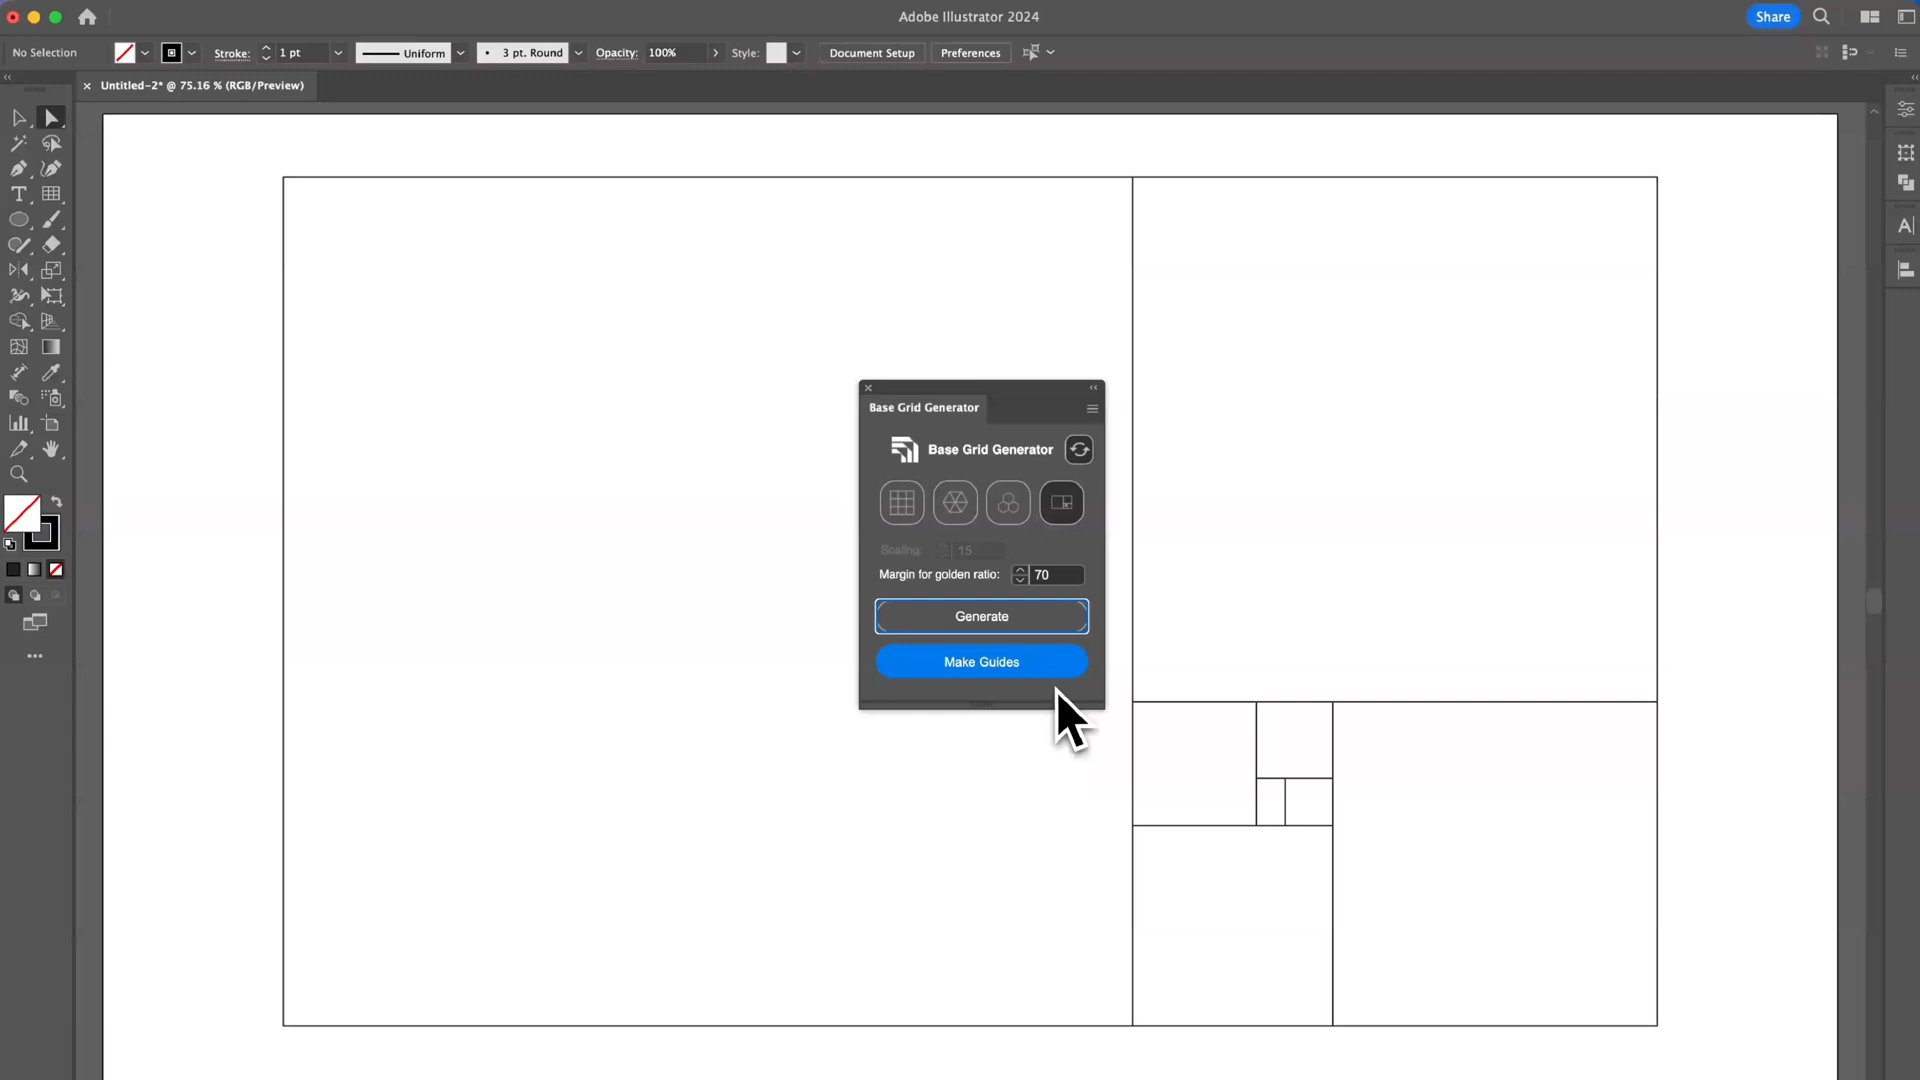 Adobe Illustrator 2024
Share
No Selection
Stroke:
1 pt
Uniform
3 pt. Round
Opacity:
100%
Style:
Document Setup
Preferences
Untitled-2* @ 75.16 % (RGB/Preview)
Base Grid Generator
Base Grid Generator
Scaling:
15
Margin for golden ratio:
70
Generate
Make Guides